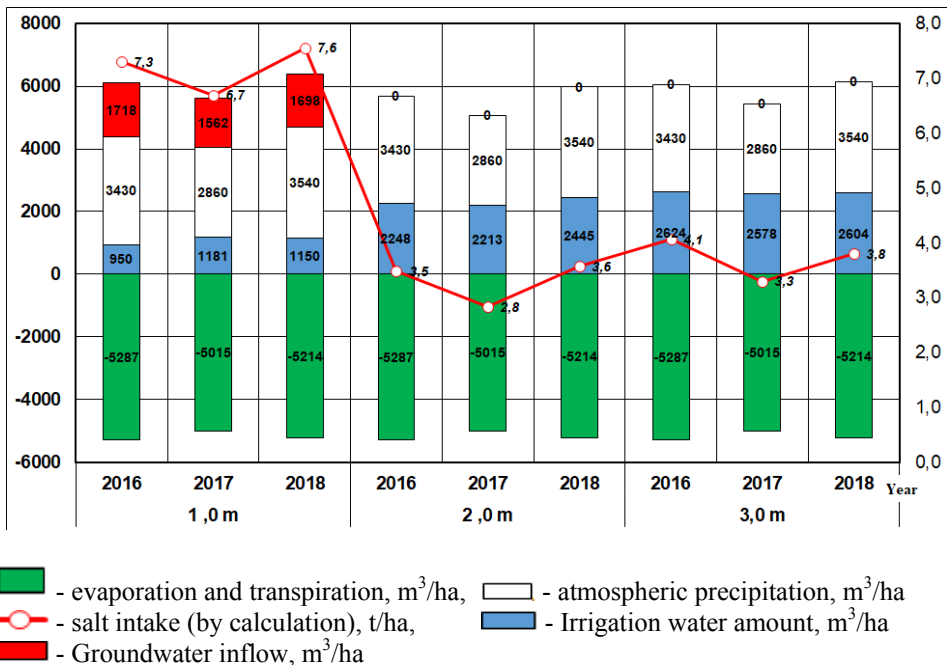 8000 8,0
7,3 7,6
6,7
0 0 0 0 0 0
1718 1562 1698
6000 7,0
3430 2860 3540 3430 2860 3540 3430 2860 3540
4000 6,0
2000 5,0
950 1181 1150 2248 2213 2445 2624 2578 2604
4,1 3,8
3,5 3,6 3,3
2,8
0 4,0
-2000 3,0
-5287 -5015 -5214 -5287 -5015 -5214 -5287 -5015 -5214
-4000 2,0
1,0
-6000 0,0
2016 2017 2018 2016 2017 2018 2016 2017 2018 Year
1 ,0 m 2 ,0 m 3,0 m
- evaporation and transpiration, m³/ha, - atmospheric precipitation, m³/ha
- salt intake (by calculation), t/ha, - Irrigation water amount, m³/ha
- Groundwater inflow, m³/ha